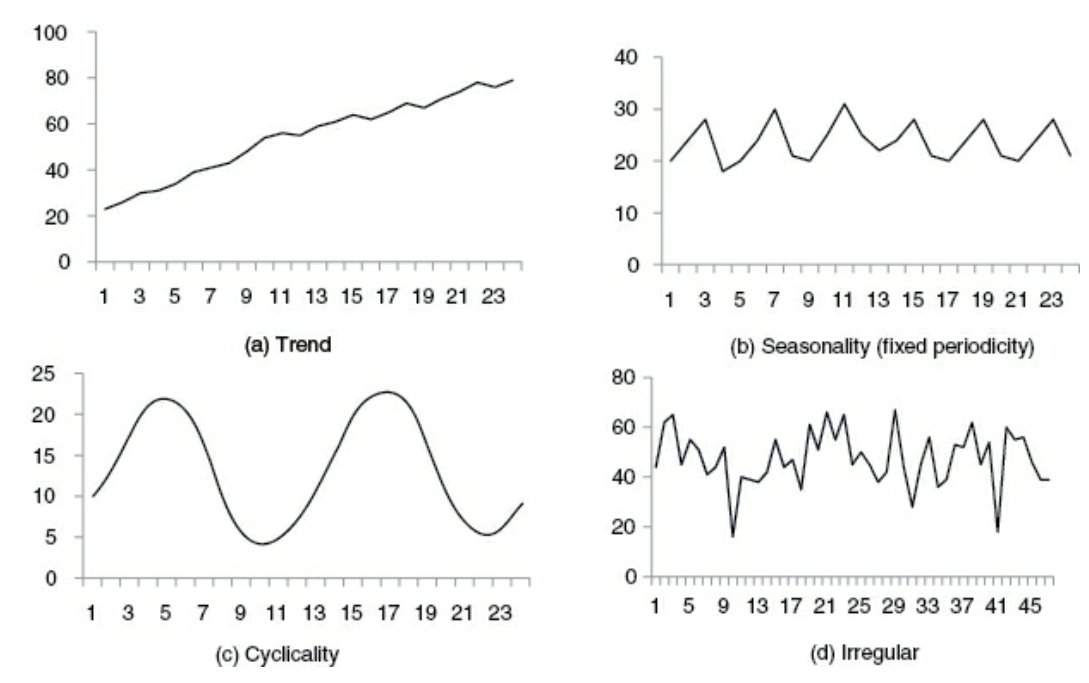 100
80
60
40
20
0
1 3 5 7 9 11 13 15 17 19 21 23
(a) Trend
40
30
20
10
0
1 3 5 7 9 11 13 15 17 19 21 23
(b) Seasonality (fixed periodicity)
25
20
15
10
5
0
1 3 5 7 9 11 13 15 17 19 21 23
(c) Cyclicality
80
60
40
20
0
1 5 9 13 17 21 25 29 33 37 41 45
(d) Irregular